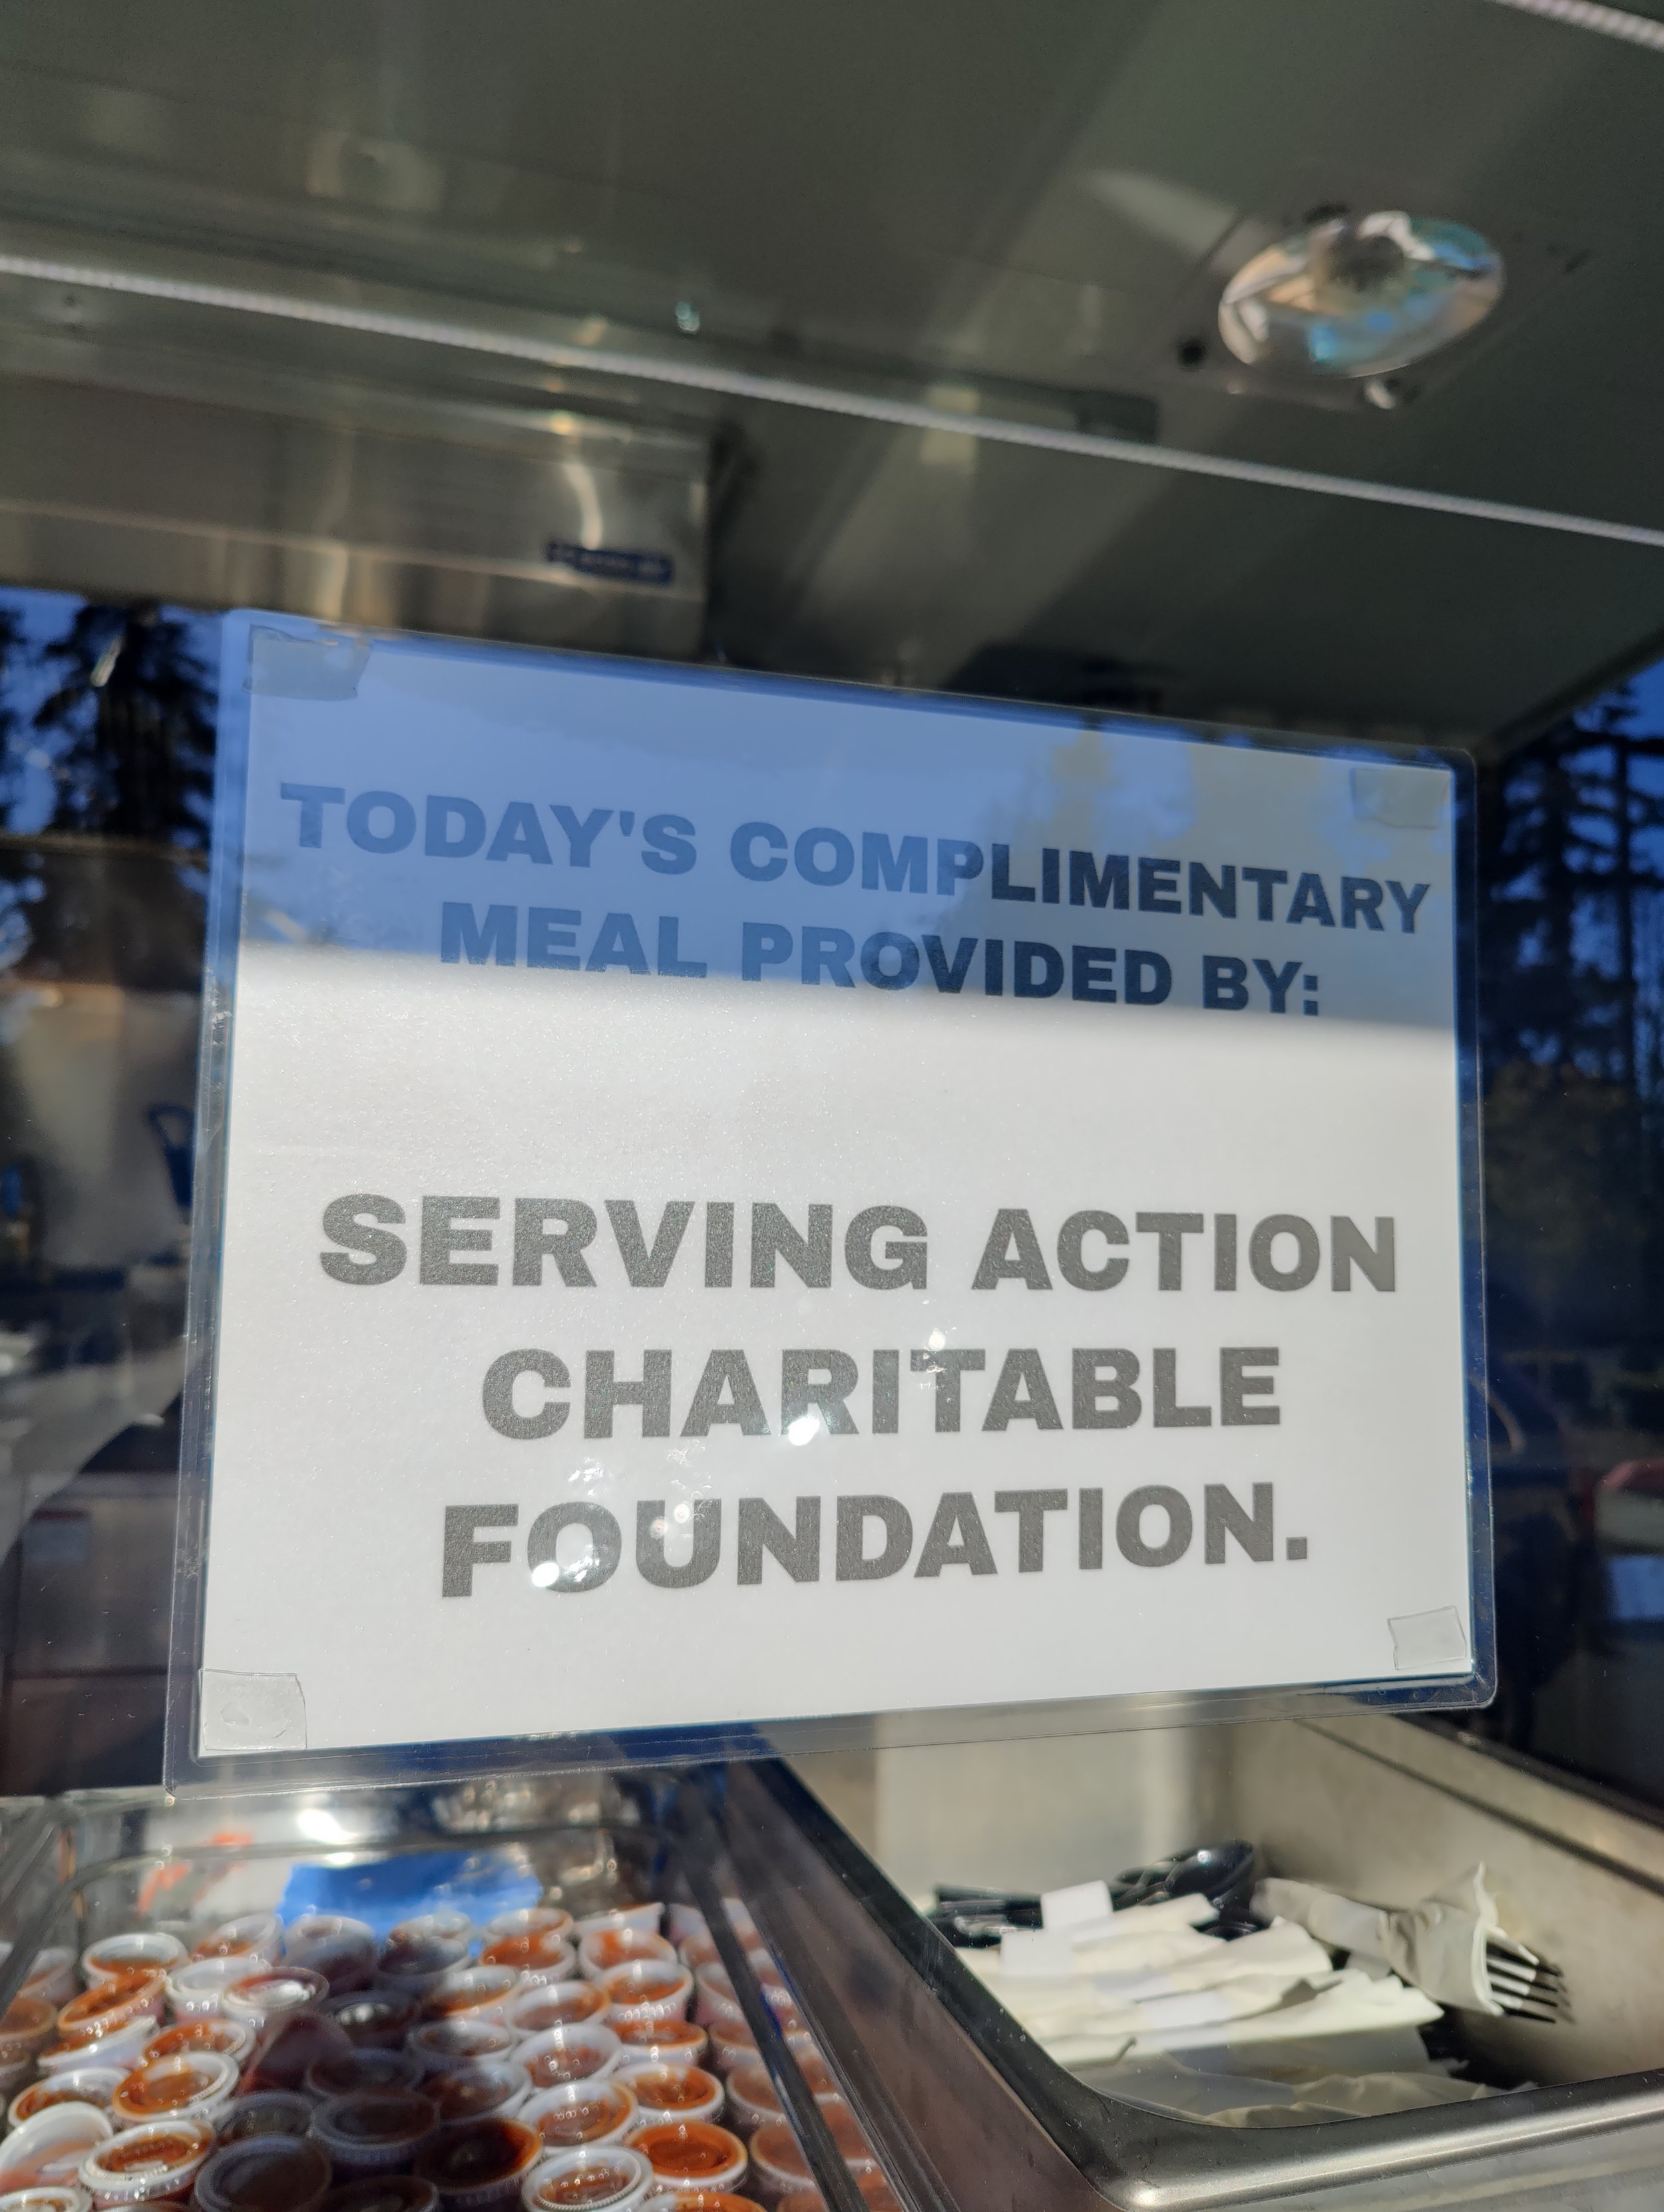 TODAY'S COMPLIMENTARY
MEAL PROVIDED BY:
SERVING ACTION
CHARITABLE
FOUNDATION.